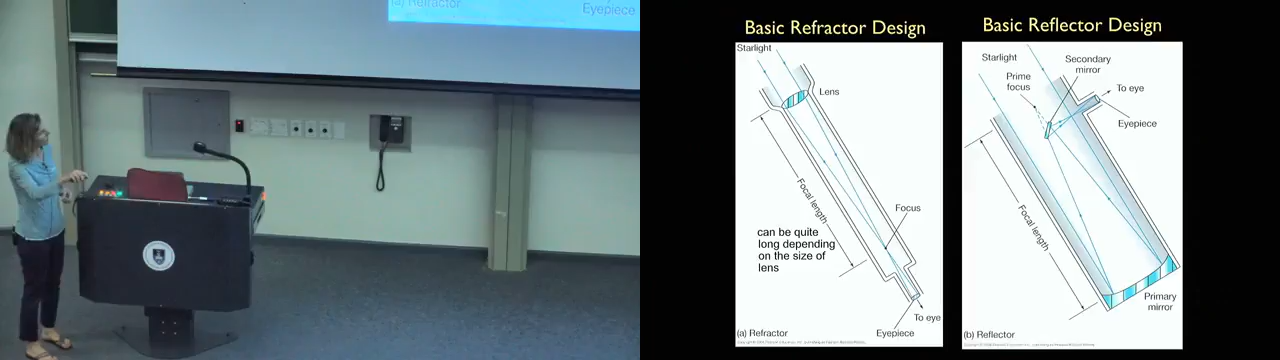 (a) Refractor
Eyepiece
Basic Refractor Design
Starlight
Lens
Focal length
Focus
can be quite
long depending
on the size of
lens
To eye
Eyepiece
(a) Refractor
Basic Reflector Design
Starlight
Secondary
mirror
Prime
focus
To eye
Eyepiece
Focal length
Primary
mirror
(b) Reflector